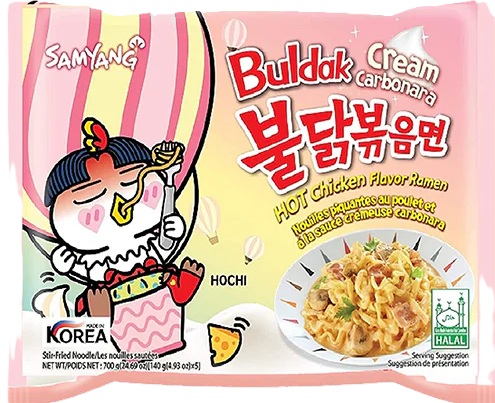 SAMYANG
Buldak Cream
Carbonara
불닭볶음면
HOT Chicken Flavor Ramen
Nouilles piquantes au poulet et
à la sauce crémeuse carbonara
HOCHI
MADE IN
KOREA
Stir-Fried Noodle/Les nouilles sautées
NET WT/POIDS NET : 700 g (24.69 oz)[140 g(4.93 oz)x5]
حلال
HALAL
Serving Suggestion
Suggestion de présentation